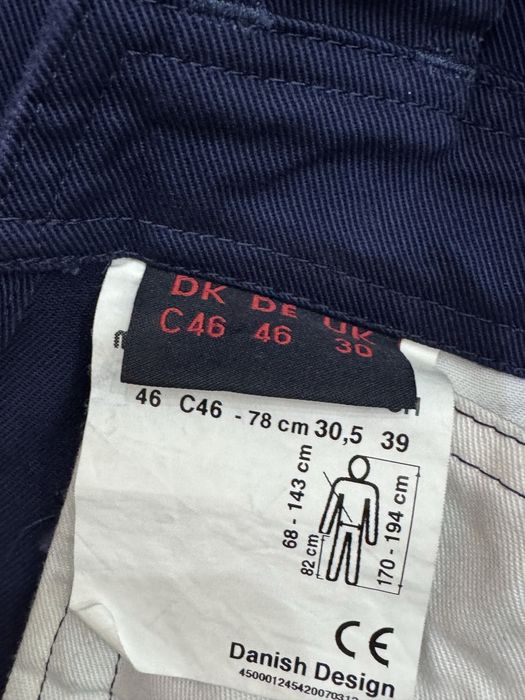 DK DE UK
C46 46 30
46 C46 - 78 cm 30,5 39
68 - 143 cm
82 cm
170 - 194 cm
CE
Danish Design